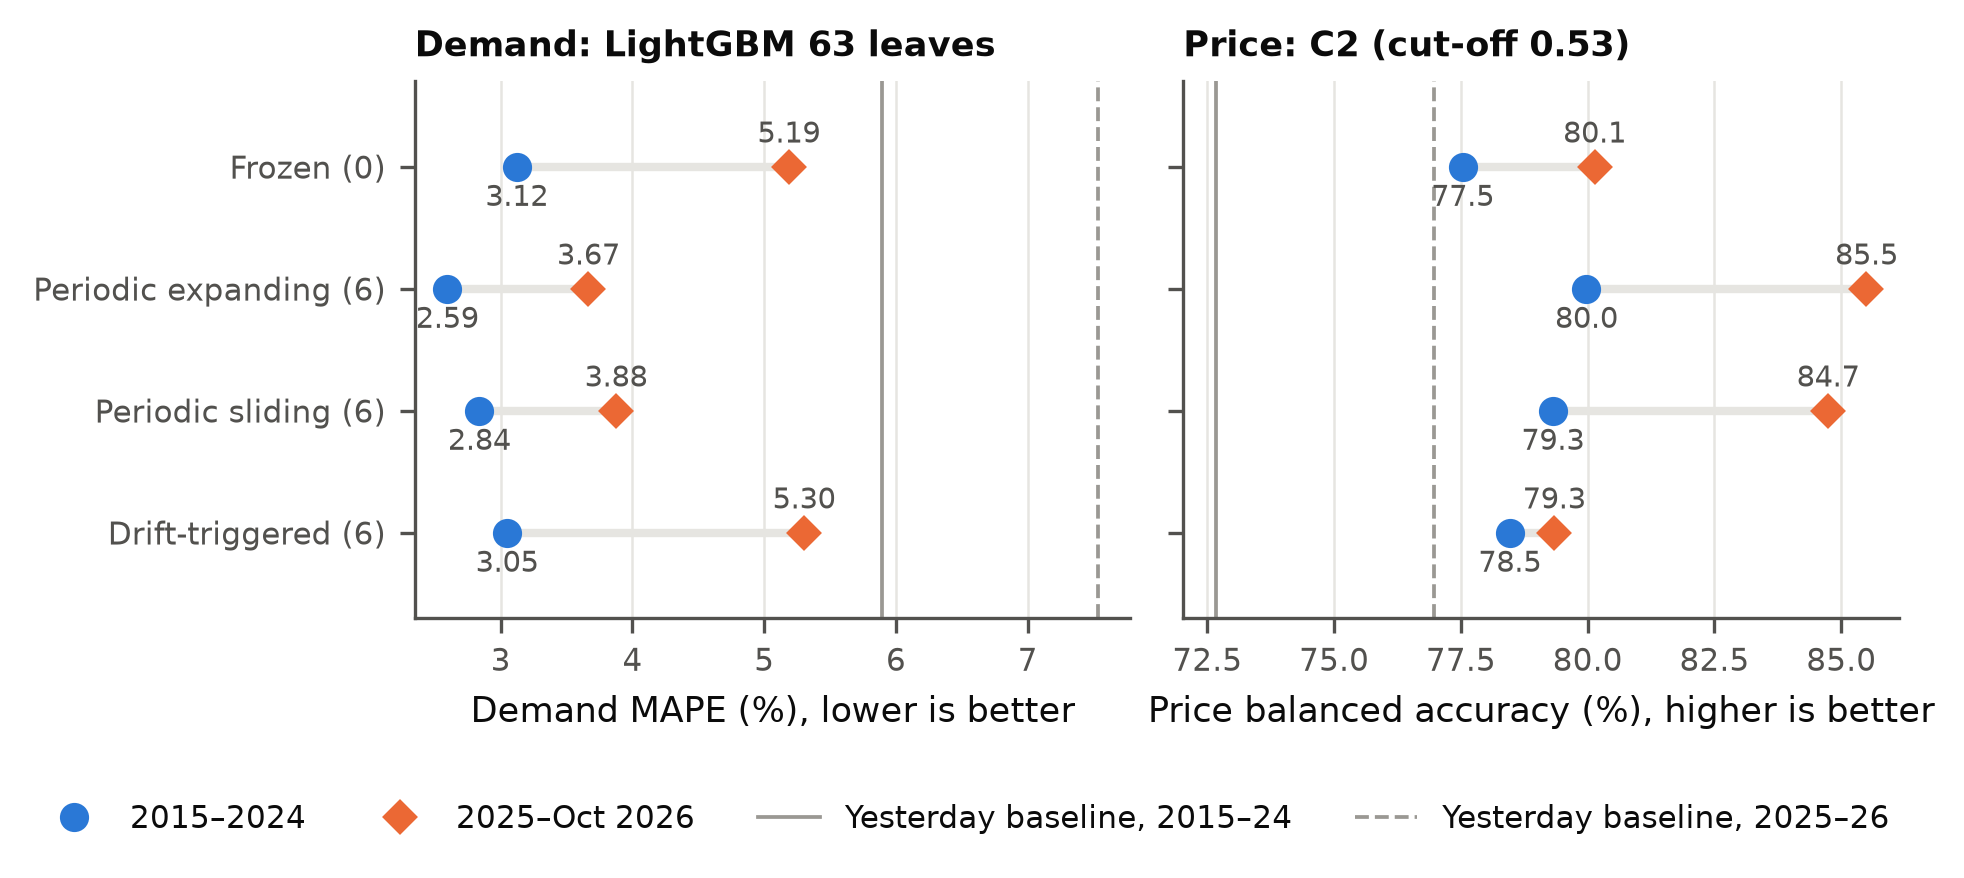 Demand: LightGBM 63 leaves
Price: C2 (cut-off 0.53)
Frozen (0)
3.12
5.19
77.5
80.1
Periodic expanding (6)
2.59
3.67
80.0
85.5
Periodic sliding (6)
2.84
3.88
79.3
84.7
Drift-triggered (6)
3.05
5.30
78.5
79.3
3 4 5 6 7
72.5 75.0 77.5 80.0 82.5 85.0
Demand MAPE (%), lower is better
Price balanced accuracy (%), higher is better
2015–2024
2025–Oct 2026
Yesterday baseline, 2015–24
Yesterday baseline, 2025–26